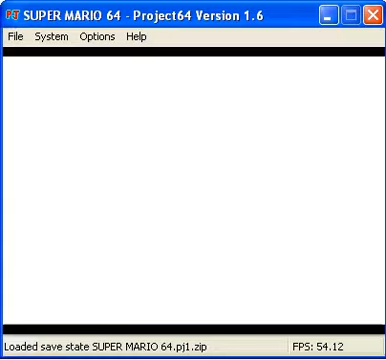 SUPER MARIO 64 - Project64 Version 1.6
File System Options Help
Loaded save state SUPER MARIO 64.pj1.zip FPS: 54.12